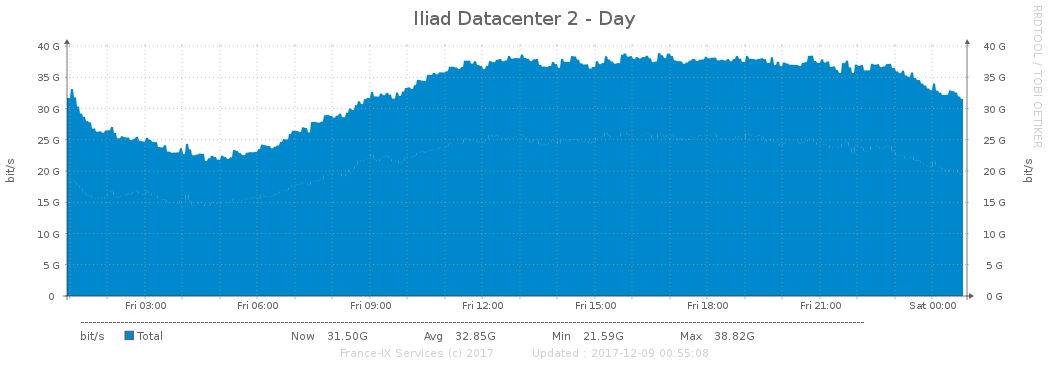 Iliad Datacenter 2 - Day
RRDTOOL / TOBI OETIKER
bit/s
bit/s
40 G 40 G
35 G 35 G
30 G 30 G
25 G 25 G
20 G 20 G
15 G 15 G
10 G 10 G
5 G 5 G
0 0 G
Fri 03:00 Fri 06:00 Fri 09:00 Fri 12:00 Fri 15:00 Fri 18:00 Fri 21:00 Sat 00:00
bit/s Total Now 31.50G Avg 32.85G Min 21.59G Max 38.82G
France-IX Services (c) 2017 Updated : 2017-12-09 00:55:08